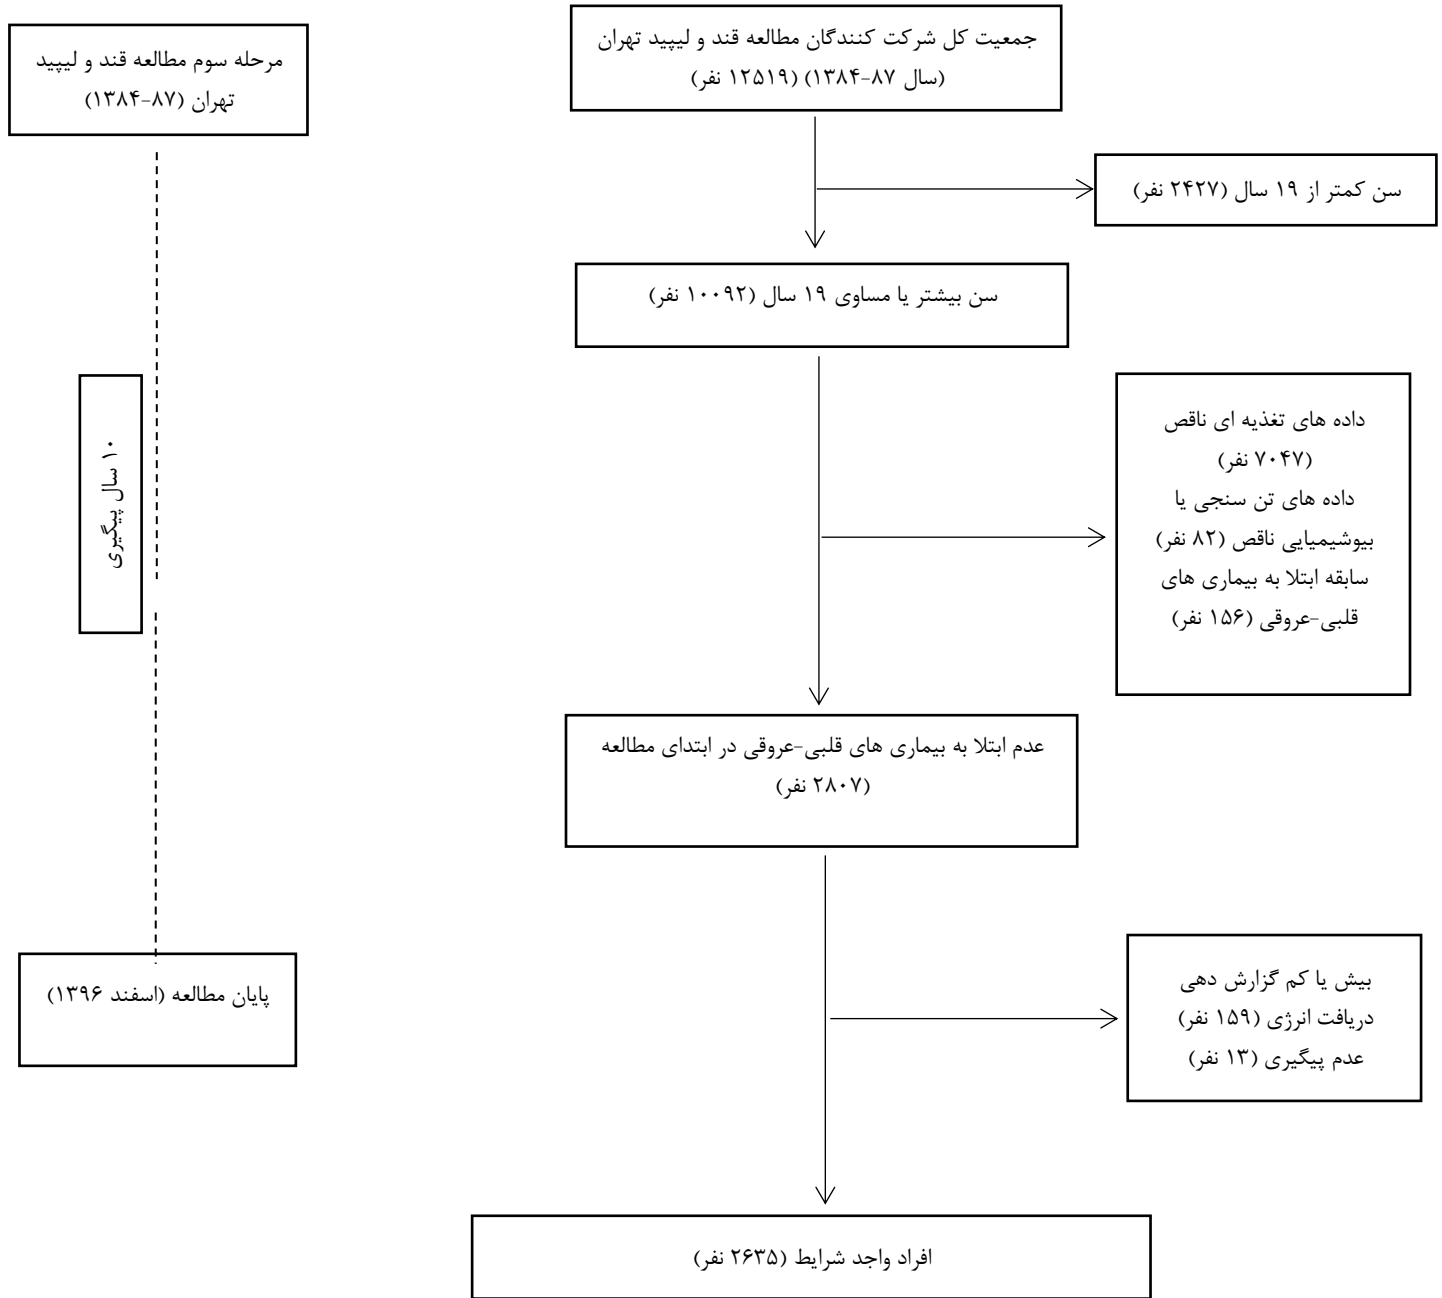 جمعیت کل شرکت کنندگان مطالعه قند و لیپید تهران
(سال ۸۷-۱۳۸۴) (۱۲۵۱۹ نفر)
مرحله سوم مطالعه قند و لیپید
تهران (۸۷-۱۳۸۴)
سن کمتر از ۱۹ سال (۲۴۲۷ نفر)
سن بیشتر یا مساوی ۱۹ سال (۱۰۰۹۲ نفر)
داده های تغذیه ای ناقص
(۷۰۴۷ نفر)
داده های تن سنجی یا
بیوشیمیایی ناقص (۸۲ نفر)
سابقه ابتلا به بیماری های
قلبی-عروقی (۱۵۶ نفر)
۱۰ سال پیگیری
عدم ابتلا به بیماری های قلبی-عروقی در ابتدای مطالعه
(۲۸۰۷ نفر)
بیش یا کم گزارش دهی
دریافت انرژی (۱۵۹ نفر)
عدم پیگیری (۱۳ نفر)
پایان مطالعه (اسفند ۱۳۹۶)
افراد واجد شرایط (۲۶۳۵ نفر)